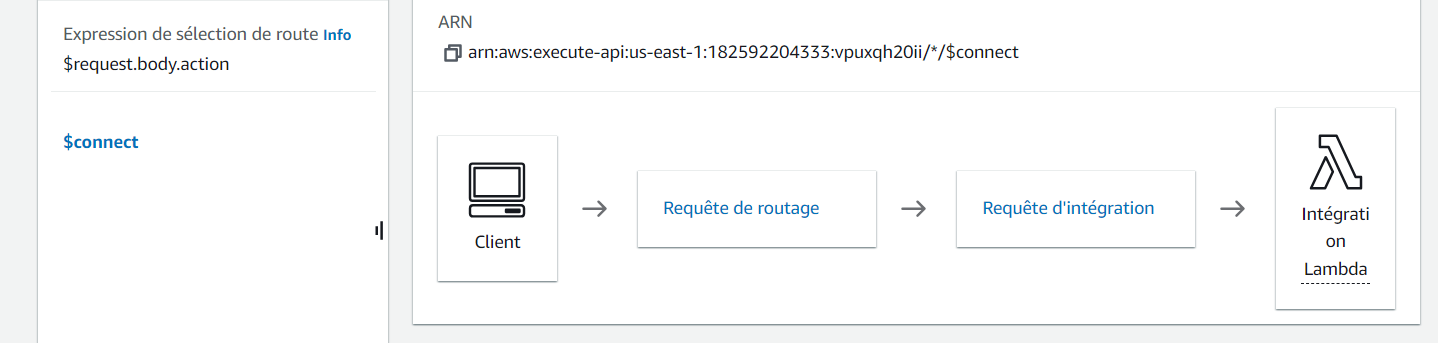 Expression de sélection de route Info
$request.body.action
$connect
ARN
arn:aws:execute-api:us-east-1:182592204333:vpuxqh20ii/*/$connect
Client
Requête de routage
Requête d'intégration
Intégrati
on
Lambda